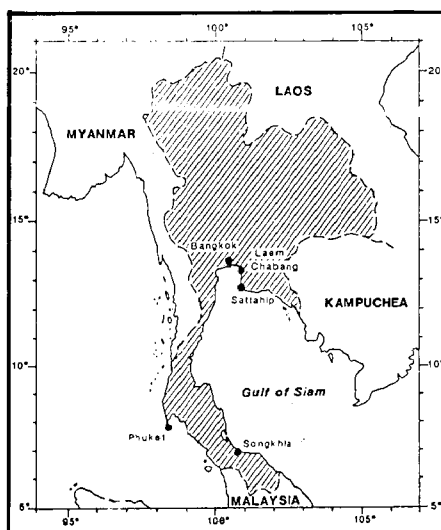 95° 100° 105°
20° 20°
LAOS
MYANMAR
15° 15°
Bangkok Laem
Chabang
Sattahip
KAMPUCHEA
10° 10°
Gulf of Siam
Phuket
Songkhla
5° MALAYSIA 5°
95° 100° 105°